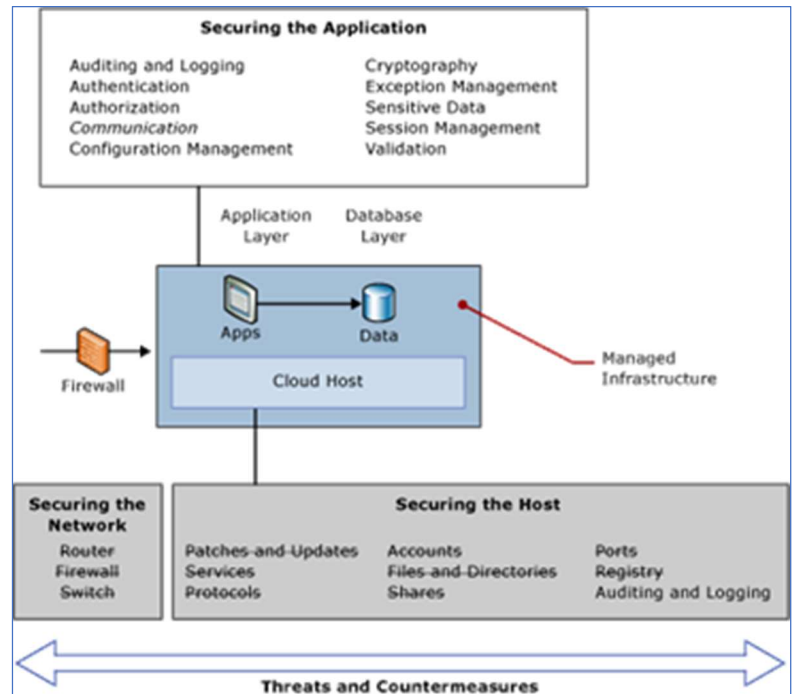 Securing the Application
Auditing and Logging
Authentication
Authorization
Communication
Configuration Management
Cryptography
Exception Management
Sensitive Data
Session Management
Validation
Application
Layer
Database
Layer
Apps
Data
Cloud Host
Firewall
Managed
Infrastructure
Securing the
Network
Router
Firewall
Switch
Securing the Host
Patches and Updates
Services
Protocols
Accounts
Files and Directories
Shares
Ports
Registry
Auditing and Logging
Threats and Countermeasures